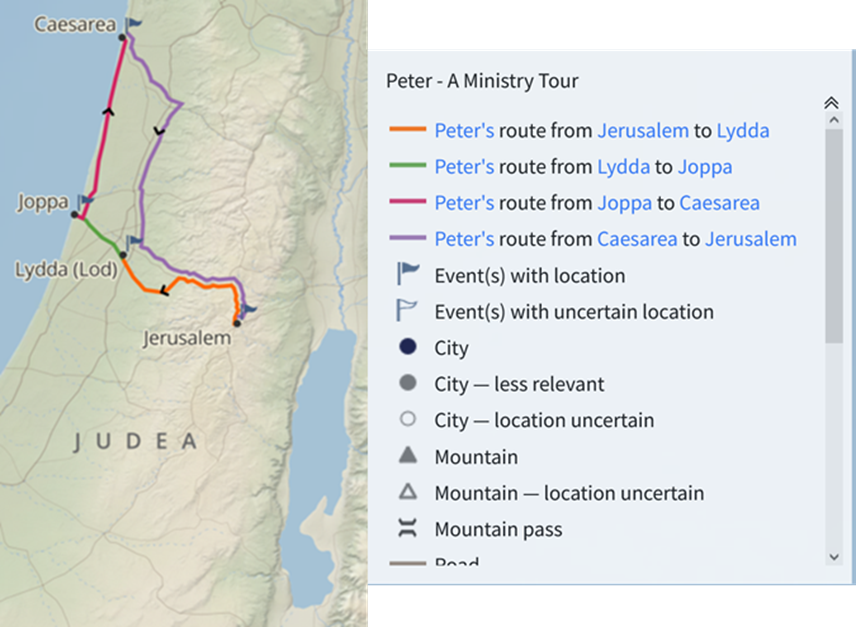 Caesarea
Joppa
Lydda (Lod)
Jerusalem
JUDEA
Peter - A Ministry Tour
Peter's route from Jerusalem to Lydda
Peter's route from Lydda to Joppa
Peter's route from Joppa to Caesarea
Peter's route from Caesarea to Jerusalem
Event(s) with location
Event(s) with uncertain location
City
City — less relevant
City — location uncertain
Mountain
Mountain — location uncertain
Mountain pass
Road